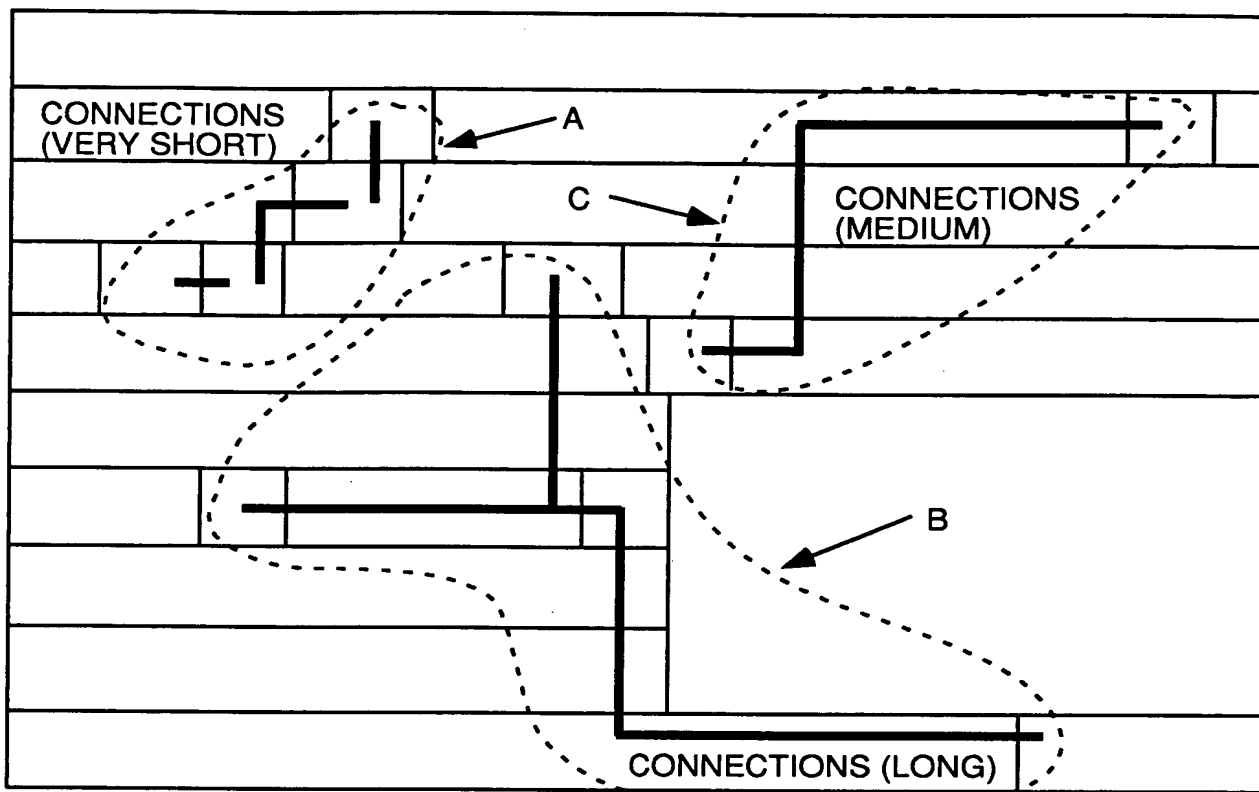 CONNECTIONS
(VERY SHORT)
A
C
CONNECTIONS
(MEDIUM)
B
CONNECTIONS (LONG)